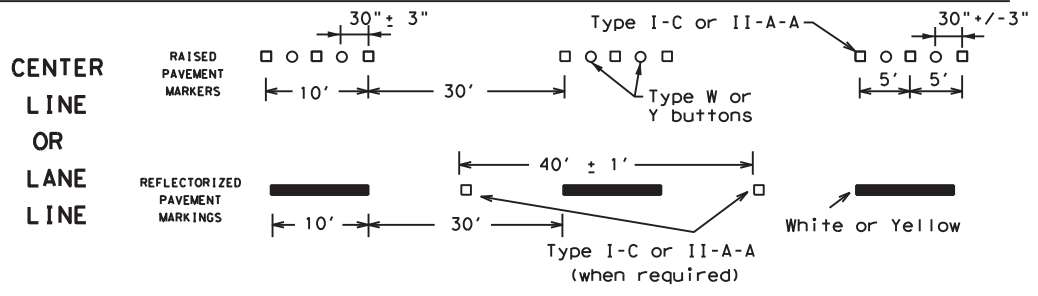 CENTER
LINE
OR
LANE
LINE
RAISED
PAVEMENT
MARKERS
30"± 3"
10'
30'
Type I-C or II-A-A
Type W or
Y buttons
30"+/-3"
5'
5'
REFLECTORIZED
PAVEMENT
MARKINGS
10'
30'
40' ± 1'
Type I-C or II-A-A
(when required)
White or Yellow